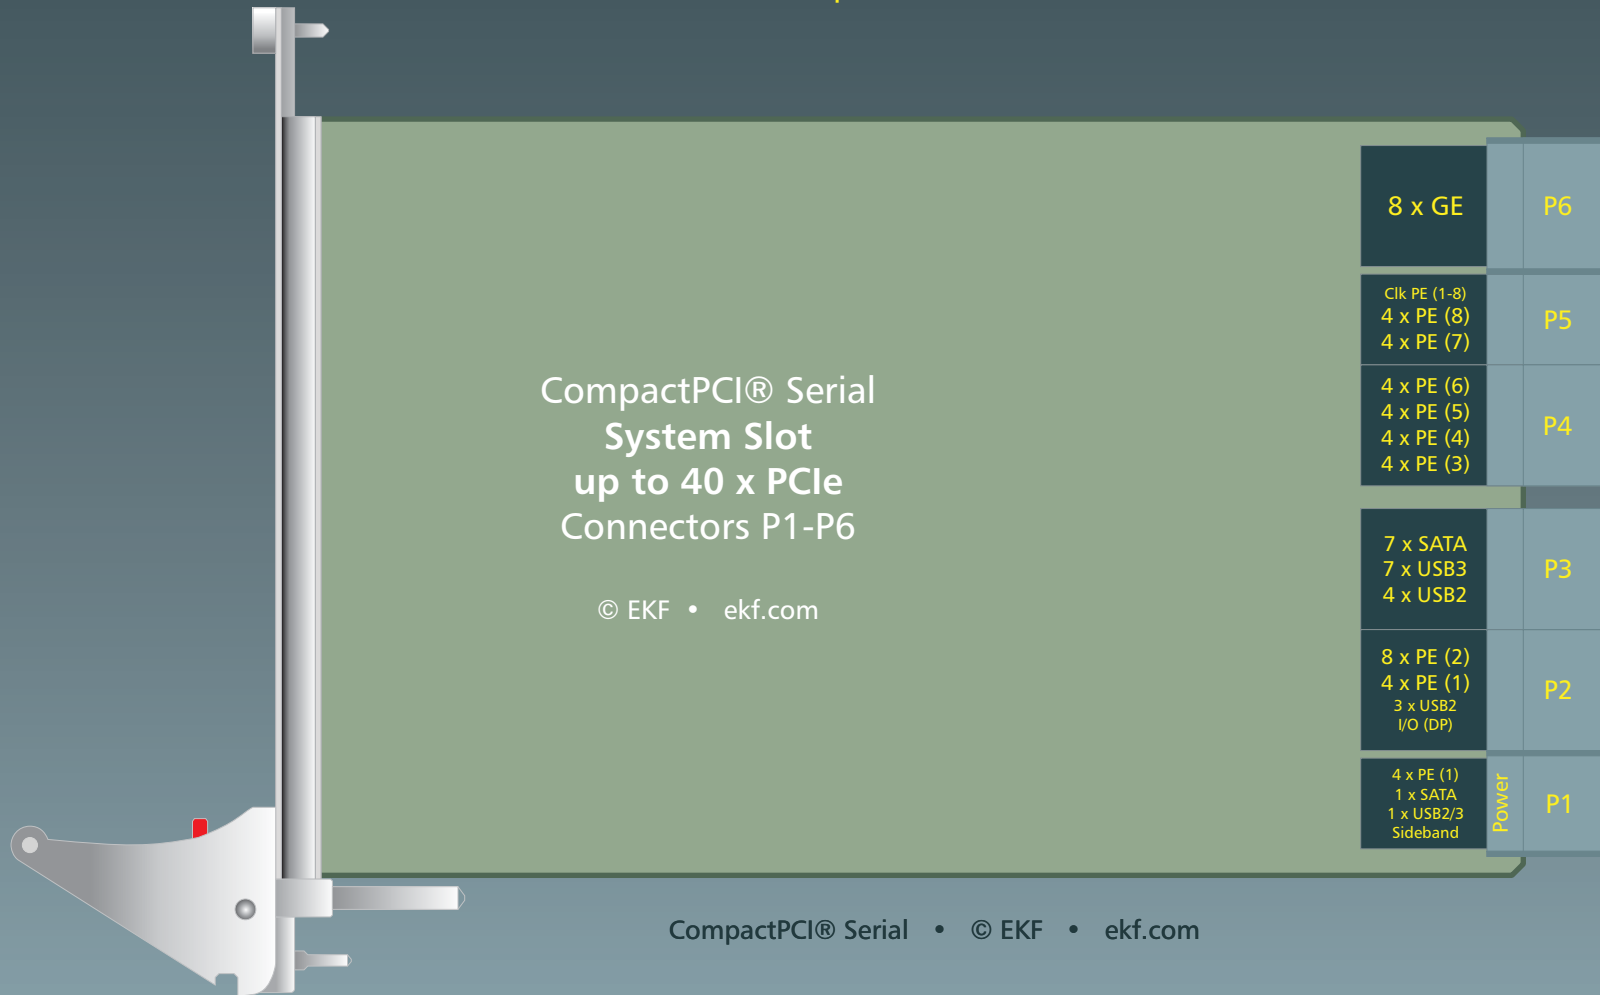 CompactPCI® Serial
System Slot
up to 40 x PCIe
Connectors P1-P6
© EKF • ekf.com
8 x GE
P6
Clk PE (1-8)
4 x PE (8)
4 x PE (7)
P5
4 x PE (6)
4 x PE (5)
4 x PE (4)
4 x PE (3)
P4
7 x SATA
7 x USB3
4 x USB2
P3
8 x PE (2)
4 x PE (1)
3 x USB2
I/O (DP)
P2
4 x PE (1)
1 x SATA
1 x USB2/3
Sideband
Power
P1
CompactPCI® Serial • © EKF • ekf.com